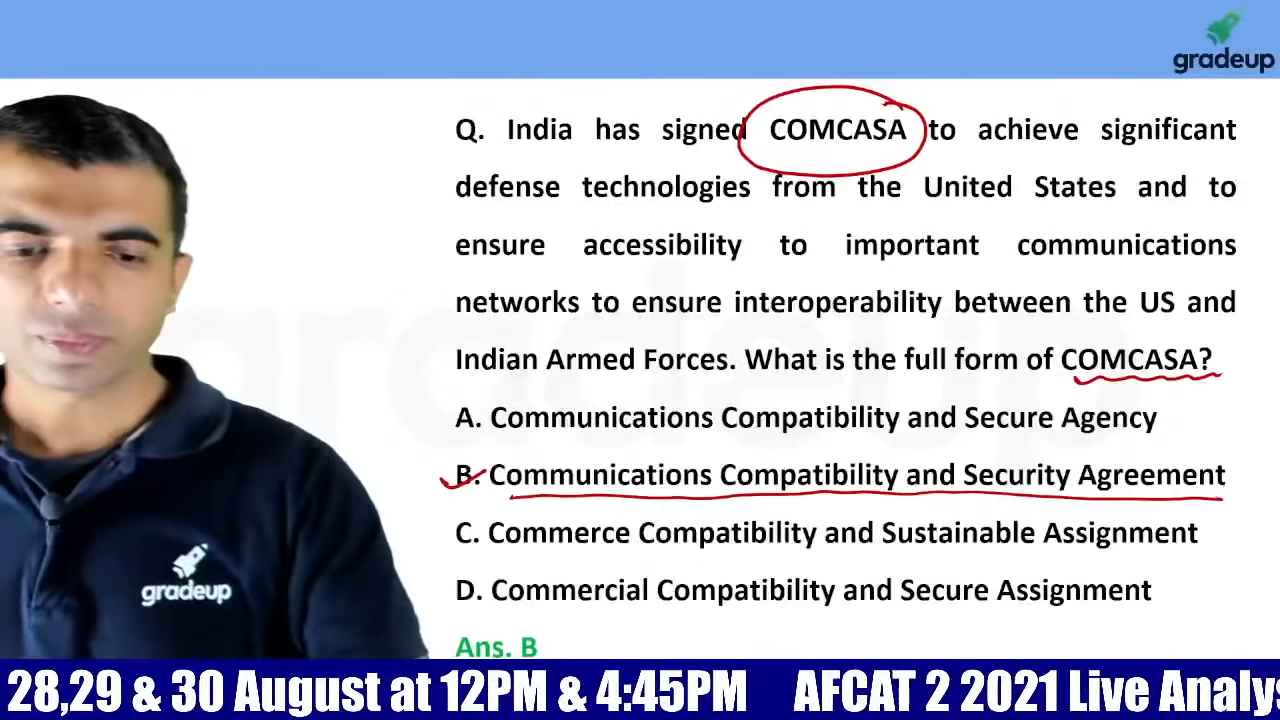 gradeup
Q. India has signed COMCASA to achieve significant
defense technologies from the United States and to
ensure accessibility to important communications
networks to ensure interoperability between the US and
Indian Armed Forces. What is the full form of COMCASA?
A. Communications Compatibility and Secure Agency
B. Communications Compatibility and Security Agreement
C. Commerce Compatibility and Sustainable Assignment
D. Commercial Compatibility and Secure Assignment
Ans. B
gradeup
gradeup
28,29 & 30 August at 12PM & 4:45PM AFCAT 2 2021 Live Analys